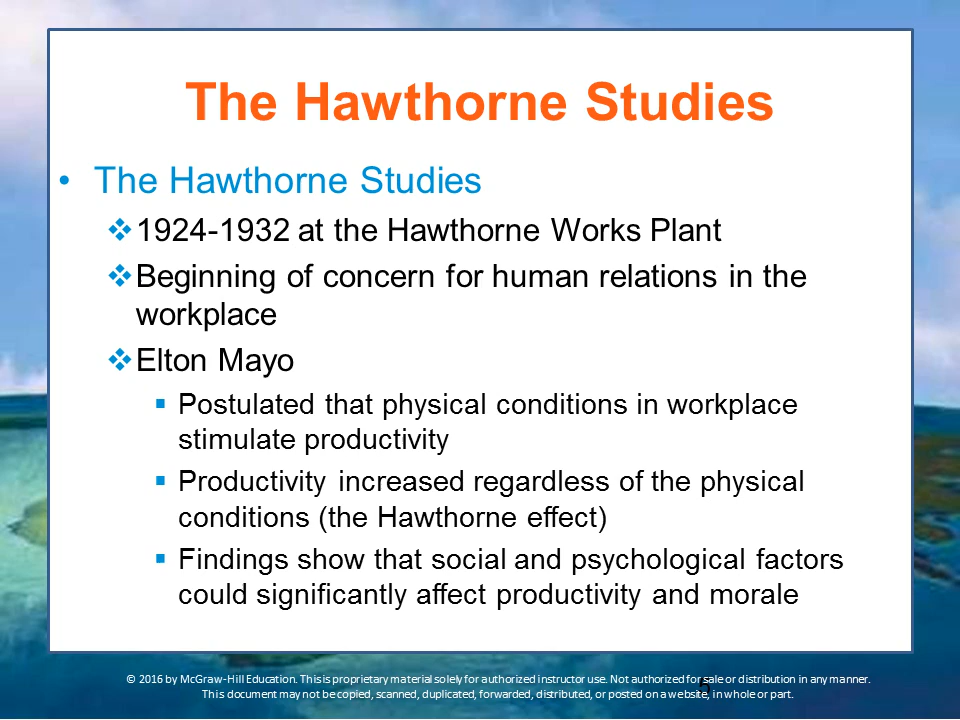 The Hawthorne Studies
• The Hawthorne Studies
❖ 1924-1932 at the Hawthorne Works Plant
❖ Beginning of concern for human relations in the
workplace
❖ Elton Mayo
▪ Postulated that physical conditions in workplace
stimulate productivity
▪ Productivity increased regardless of the physical
conditions (the Hawthorne effect)
▪ Findings show that social and psychological factors
could significantly affect productivity and morale
© 2016 by McGraw-Hill Education. This is proprietary material solely for authorized instructor use. Not authorized for sale or distribution in any manner.
This document may not be copied, scanned, duplicated, forwarded, distributed, or posted on a website, in whole or part.
5